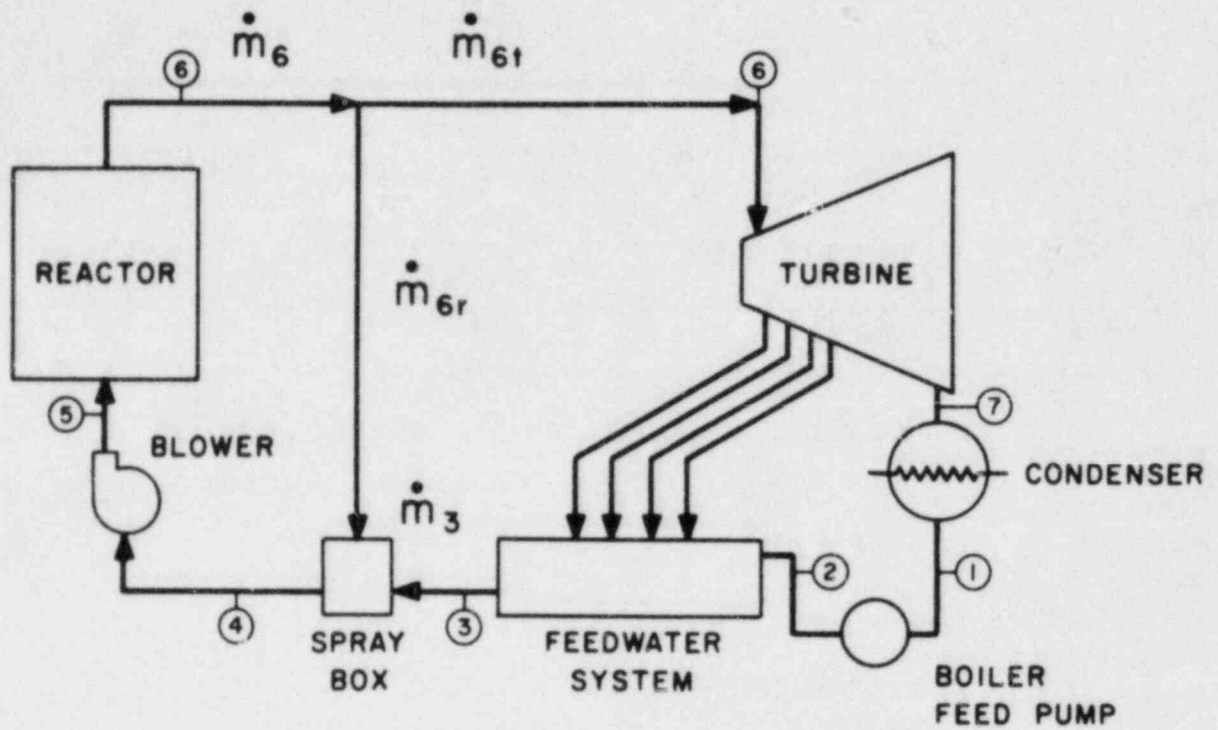 ṁ6
ṁ6t
6
6
REACTOR
TURBINE
ṁ6r
5
BLOWER
7
CONDENSER
ṁ3
2
1
4
3
SPRAY
BOX
FEEDWATER
SYSTEM
BOILER
FEED PUMP